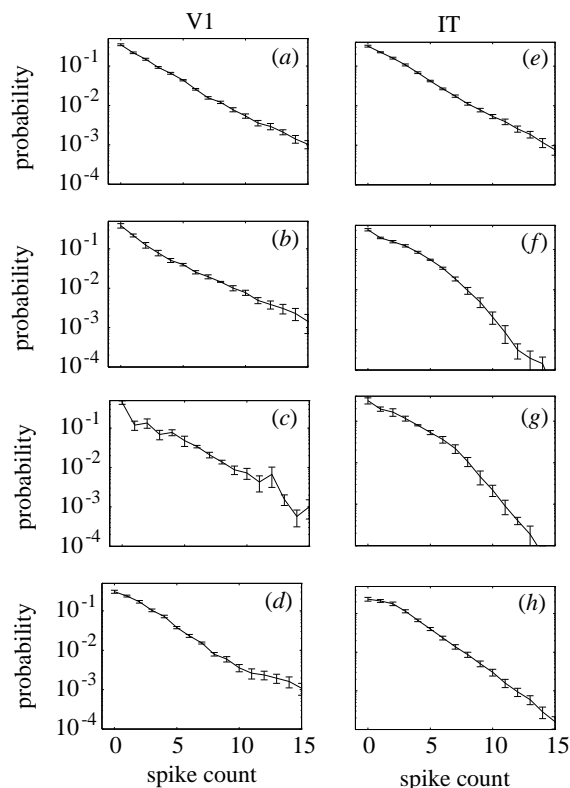 V1
IT
probability
10^-1
10^-2
10^-3
10^-4
(a)
(e)
probability
10^-1
10^-2
10^-3
10^-4
(b)
(f)
probability
10^-1
10^-2
10^-3
10^-4
(c)
(g)
probability
10^-1
10^-2
10^-3
10^-4
(d)
(h)
0 5 10 15
0 5 10 15
spike count
spike count